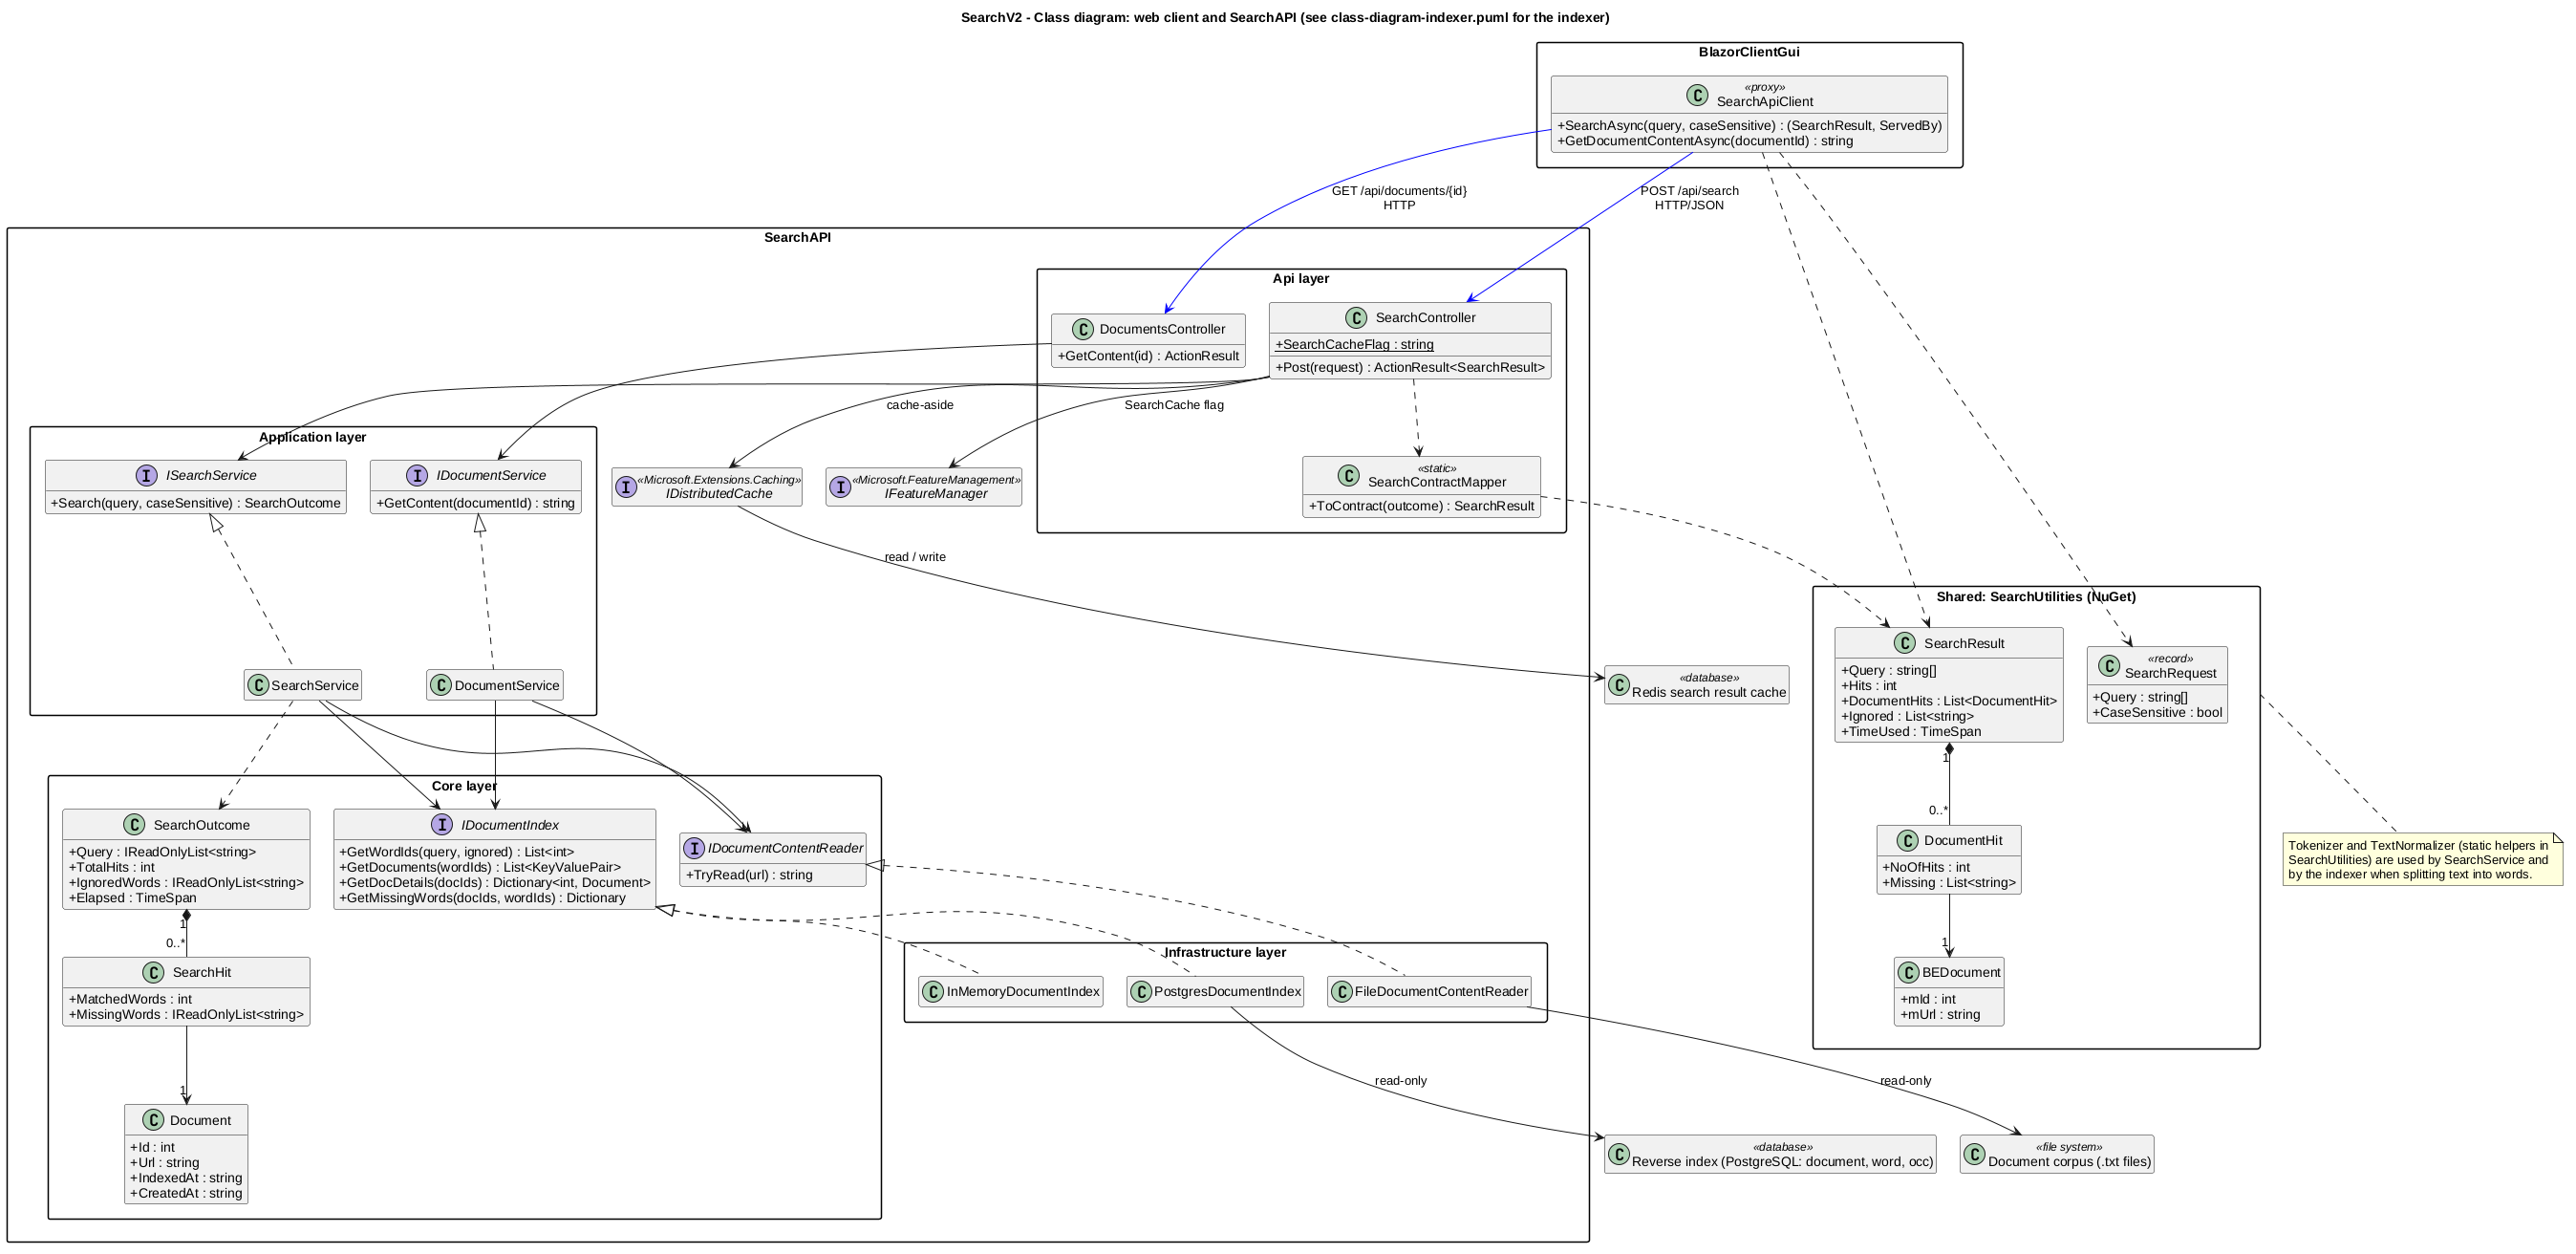 SearchV2 - Class diagram: web client and SearchAPI (see class-diagram-indexer.puml for the indexer)
BlazorClientGui
C
«proxy»
SearchApiClient
+SearchAsync(query, caseSensitive) : (SearchResult, ServedBy)
+GetDocumentContentAsync(documentId) : string
GET /api/documents/{id}
HTTP
POST /api/search
HTTP/JSON
SearchAPI
Api layer
C
DocumentsController
+GetContent(id) : ActionResult
C
SearchController
+SearchCacheFlag : string
+Post(request) : ActionResult<SearchResult>
cache-aside
SearchCache flag
Application layer
I
ISearchService
+Search(query, caseSensitive) : SearchOutcome
I
IDocumentService
+GetContent(documentId) : string
I
«Microsoft.Extensions.Caching»
IDistributedCache
I
«Microsoft.FeatureManagement»
IFeatureManager
C
«static»
SearchContractMapper
+ToContract(outcome) : SearchResult
read / write
C
SearchService
C
DocumentService
C
«database»
Redis search result cache
Shared: SearchUtilities (NuGet)
C
SearchResult
+Query : string[]
+Hits : int
+DocumentHits : List<DocumentHit>
+Ignored : List<string>
+TimeUsed : TimeSpan
C
«record»
SearchRequest
+Query : string[]
+CaseSensitive : bool
1
0..*
C
DocumentHit
+NoOfHits : int
+Missing : List<string>
1
C
BEDocument
+mId : int
+mUrl : string
Tokenizer and TextNormalizer (static helpers in
SearchUtilities) are used by SearchService and
by the indexer when splitting text into words.
Core layer
C
SearchOutcome
+Query : IReadOnlyList<string>
+TotalHits : int
+IgnoredWords : IReadOnlyList<string>
+Elapsed : TimeSpan
I
IDocumentIndex
+GetWordIds(query, ignored) : List<int>
+GetDocuments(wordIds) : List<KeyValuePair>
+GetDocDetails(docIds) : Dictionary<int, Document>
+GetMissingWords(docIds, wordIds) : Dictionary
I
IDocumentContentReader
+TryRead(url) : string
1
0..*
C
SearchHit
+MatchedWords : int
+MissingWords : IReadOnlyList<string>
1
C
Document
+Id : int
+Url : string
+IndexedAt : string
+CreatedAt : string
Infrastructure layer
C
InMemoryDocumentIndex
C
PostgresDocumentIndex
C
FileDocumentContentReader
read-only
read-only
C
«database»
Reverse index (PostgreSQL: document, word, occ)
C
«file system»
Document corpus (.txt files)